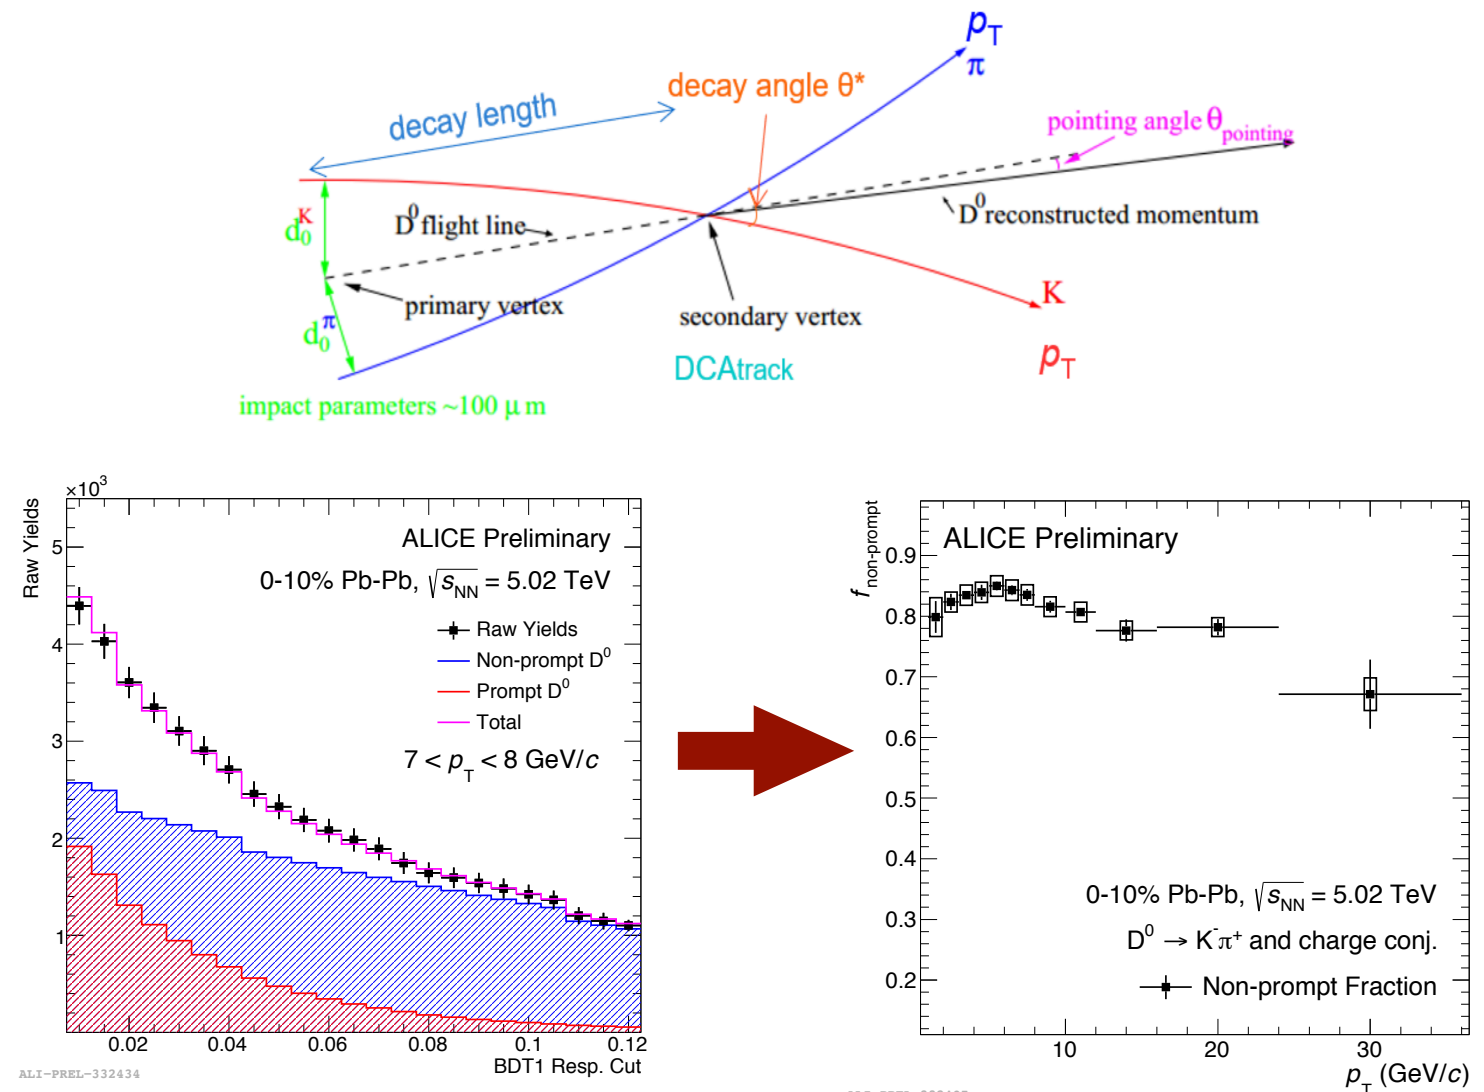 pT
π
decay angle θ*
decay length
pointing angle θpointing
d0K
D0 flight line
D0 reconstructed momentum
primary vertex
K
d0π
secondary vertex
pT
DCAtrack
impact parameters ~100 μm
×10³
Raw Yields
5
4
3
2
1
ALICE Preliminary
0-10% Pb-Pb, √sNN = 5.02 TeV
Raw Yields
Non-prompt D⁰
Prompt D⁰
Total
7 < pT < 8 GeV/c
0.02 0.04 0.06 0.08 0.1 0.12
BDT1 Resp. Cut
ALI-PREL-332434
fnon-prompt
0.9
0.8
0.7
0.6
0.5
0.4
0.3
0.2
ALICE Preliminary
0-10% Pb-Pb, √sNN = 5.02 TeV
D⁰ → K⁻π⁺ and charge conj.
Non-prompt Fraction
10 20 30
pT (GeV/c)